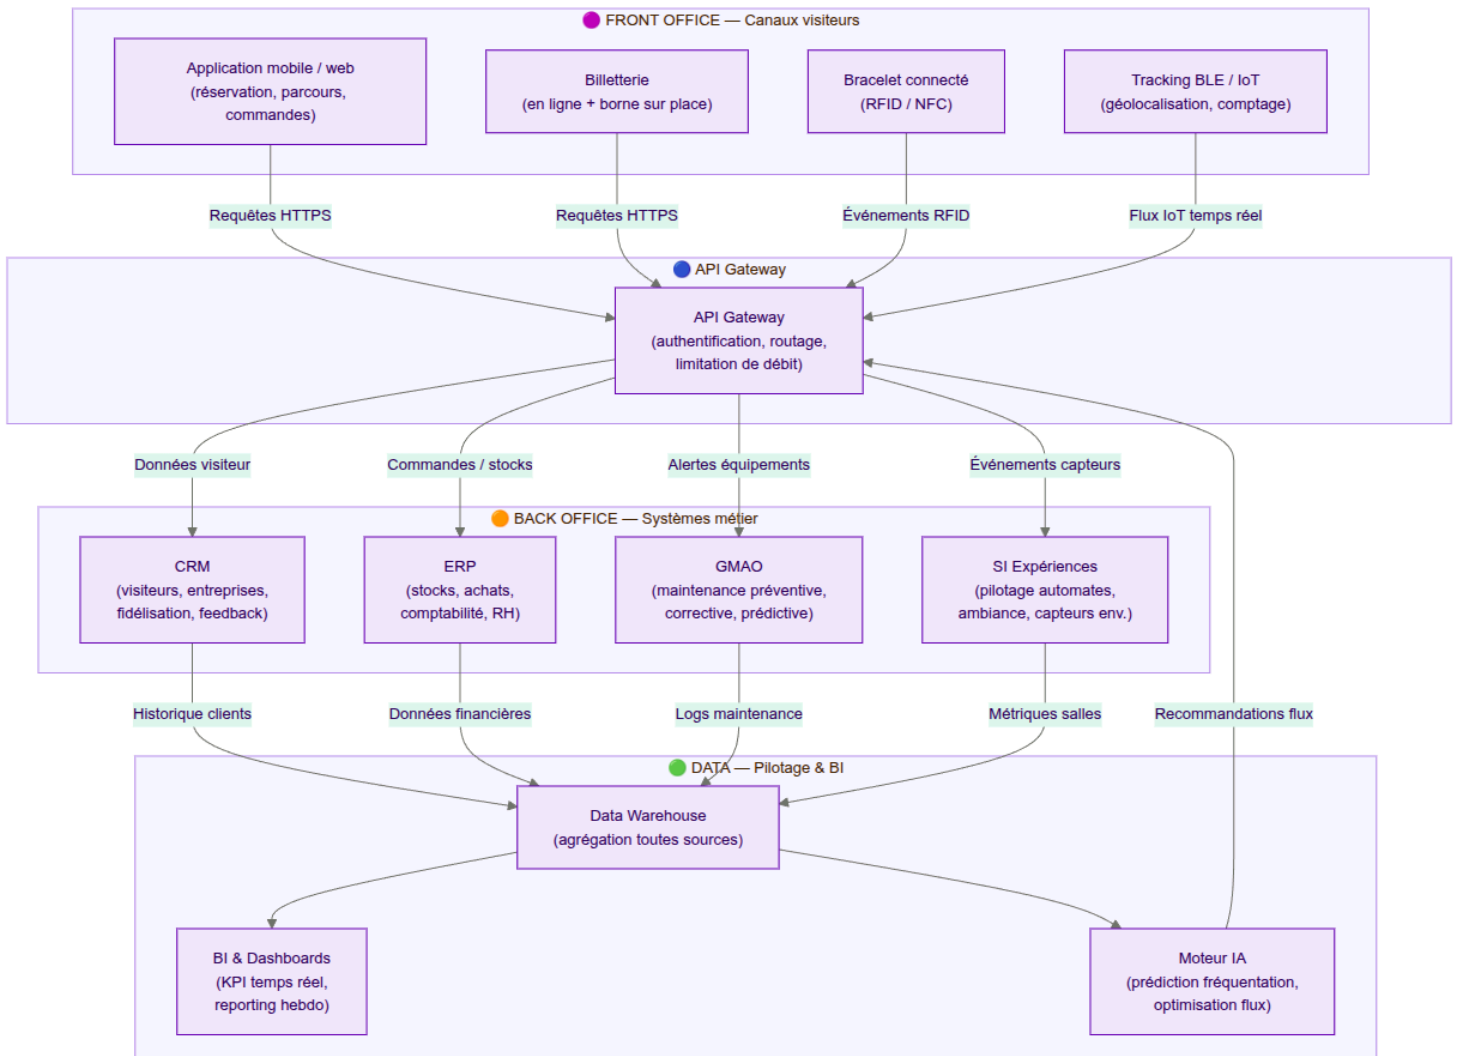 🟣 FRONT OFFICE — Canaux visiteurs
Application mobile / web
(réservation, parcours,
commandes)
Billetterie
(en ligne + borne sur place)
Bracelet connecté
(RFID / NFC)
Tracking BLE / IoT
(géolocalisation, comptage)
Requêtes HTTPS
Requêtes HTTPS
Événements RFID
Flux IoT temps réel
🔵 API Gateway
API Gateway
(authentification, routage,
limitation de débit)
Données visiteur
Commandes / stocks
Alertes équipements
Événements capteurs
🟠 BACK OFFICE — Systèmes métier
CRM
(visiteurs, entreprises,
fidélisation, feedback)
ERP
(stocks, achats,
comptabilité, RH)
GMAO
(maintenance préventive,
corrective, prédictive)
SI Expériences
(pilotage automates,
ambiance, capteurs env.)
Historique clients
Données financières
Logs maintenance
Métriques salles
Recommandations flux
🟢 DATA — Pilotage & BI
Data Warehouse
(agrégation toutes sources)
BI & Dashboards
(KPI temps réel,
reporting hebdo)
Moteur IA
(prédiction fréquentation,
optimisation flux)